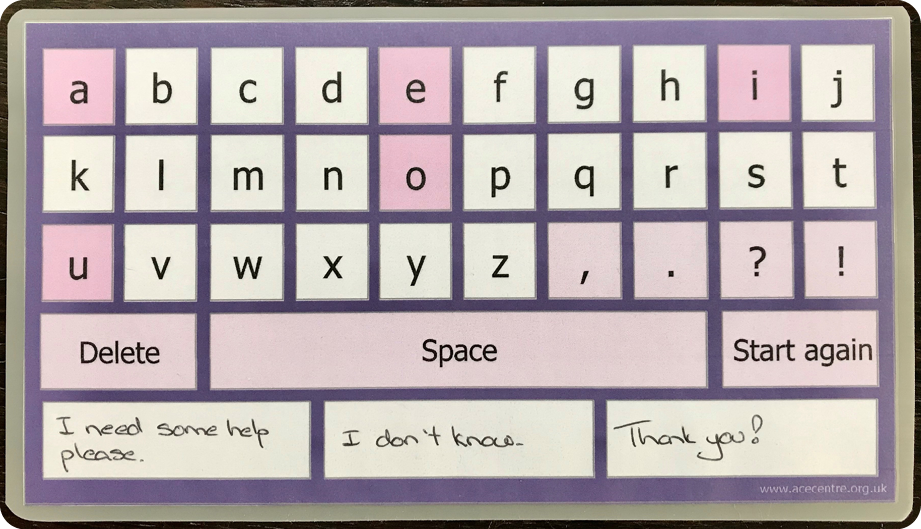 a b c d e f g h i j
k l m n o p q r s t
u v w x y z , . ? !
Delete Space Start again
I need some help please. I don't know. Thank you!
www.acecentre.org.uk